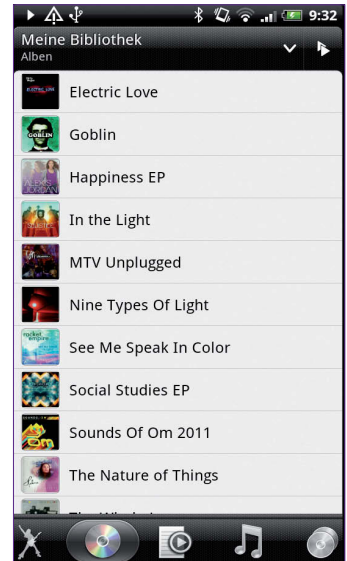 9:32
Meine Bibliothek
Alben
Electric Love
Goblin
Happiness EP
In the Light
MTV Unplugged
Nine Types Of Light
See Me Speak In Color
Social Studies EP
Sounds Of Om 2011
The Nature of Things